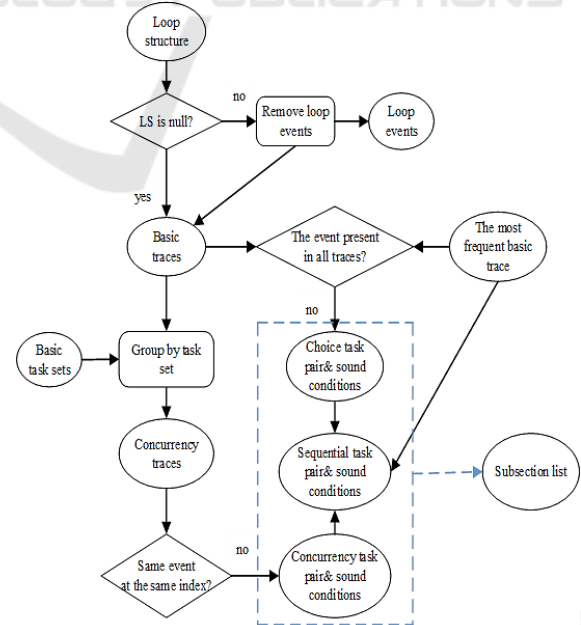 Loop
structure
no
LS is null?
Remove loop
events
Loop
events
yes
Basic
traces
The event present
in all traces?
The most
frequent basic
trace
no
Basic
task sets
Group by task
set
Choice task
pair& sound
conditions
Concurrency
traces
Sequential task
pair& sound
conditions
Subsection list
Same event
at the same index?
no
Concurrency task
pair& sound
conditions